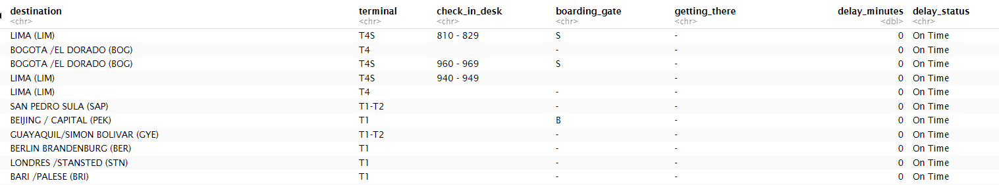 destination terminal check_in_desk boarding_gate getting_there delay_minutes delay_status
<chr> <chr> <chr> <chr> <chr> <dbl> <chr>
LIMA (LIM) T4S 810 - 829 S - 0 On Time
BOGOTA /EL DORADO (BOG) T4 - - 0 On Time
BOGOTA /EL DORADO (BOG) T4S 960 - 969 S - 0 On Time
LIMA (LIM) T4S 940 - 949 - 0 On Time
LIMA (LIM) T4 - - 0 On Time
SAN PEDRO SULA (SAP) T1-T2 - - 0 On Time
BEIJING / CAPITAL (PEK) T1 B - 0 On Time
GUAYAQUIL/SIMON BOLIVAR (GYE) T1-T2 - - 0 On Time
BERLIN BRANDENBURG (BER) T1 - - 0 On Time
LONDRES /STANSTED (STN) T1 - - 0 On Time
BARI /PALESE (BRI) T1 - - 0 On Time